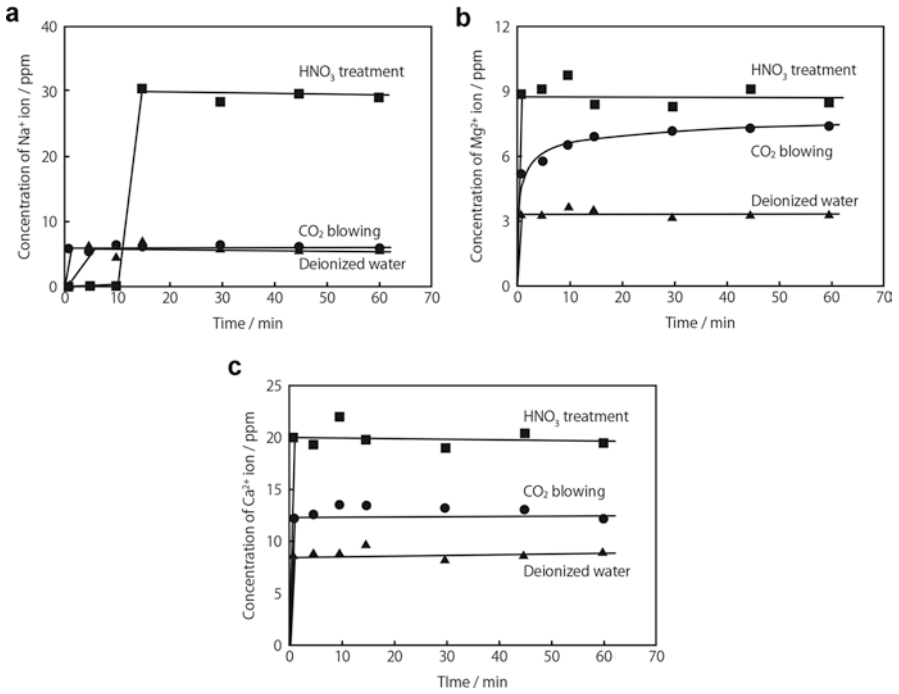 a
Concentration of Na⁺ ion / ppm
40
30
20
10
0
HNO₃ treatment
CO₂ blowing
Deionized water
0 10 20 30 40 50 60 70
Time / min
b
Concentration of Mg²⁺ ion / ppm
12
9
6
3
0
HNO₃ treatment
CO₂ blowing
Deionized water
0 10 20 30 40 50 60 70
Time / min
c
Concentration of Ca²⁺ ion / ppm
25
20
15
10
5
0
HNO₃ treatment
CO₂ blowing
Deionized water
0 10 20 30 40 50 60 70
TIme / min